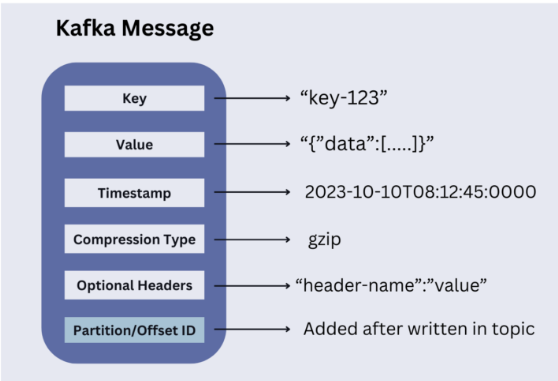 Kafka Message
Key
“key-123”
Value
“{”data”:[.....]}”
Timestamp
2023-10-10T08:12:45:0000
Compression Type
gzip
Optional Headers
“header-name”:”value”
Partition/Offset ID
Added after written in topic